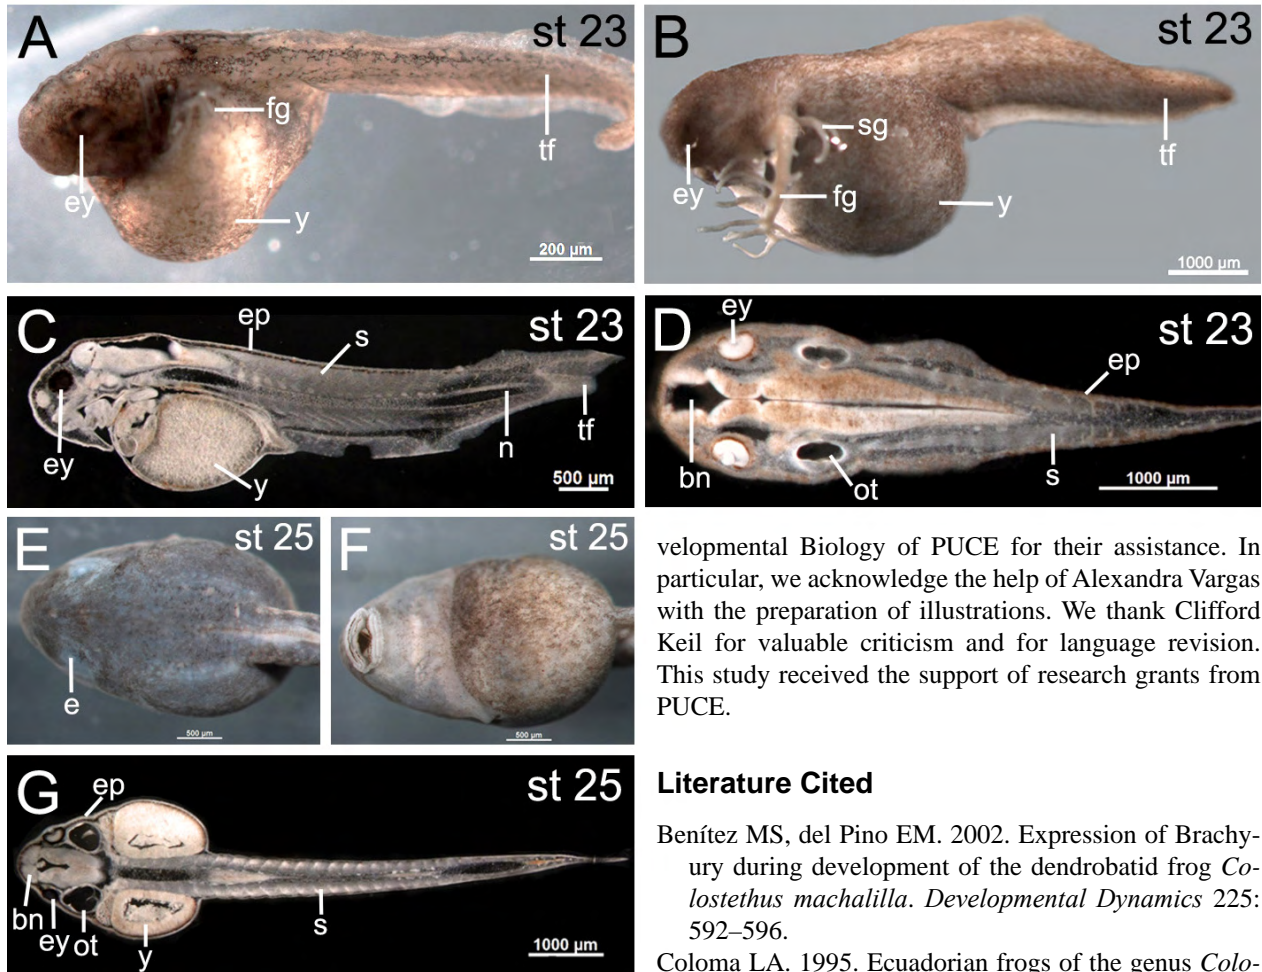 A
st 23
fg
tf
ey
y
200 µm
B
st 23
sg
tf
ey
fg
y
1000 µm
C
st 23
ep
s
n
tf
ey
y
500 µm
D
st 23
ey
ep
bn
ot
s
1000 µm
E
st 25
e
500 µm
F
st 25
500 µm
G
st 25
ep
bn
ey
ot
y
s
1000 µm
velopmental Biology of PUCE for their assistance. In
particular, we acknowledge the help of Alexandra Vargas
with the preparation of illustrations. We thank Clifford
Keil for valuable criticism and for language revision.
This study received the support of research grants from
PUCE.
Literature Cited
Benítez MS, del Pino EM. 2002. Expression of Brachy-
ury during development of the dendrobatid frog Co-
lostethus machalilla. Developmental Dynamics 225:
592–596.
Coloma LA. 1995. Ecuadorian frogs of the genus Colo-